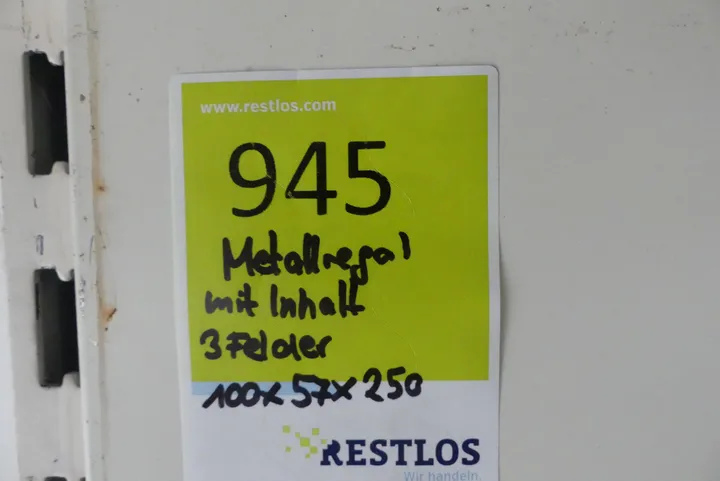 www.restlos.com
945
Metallregal
mit Inhalt
3 Felder
100x57x250
RESTLOS
Wir handeln.